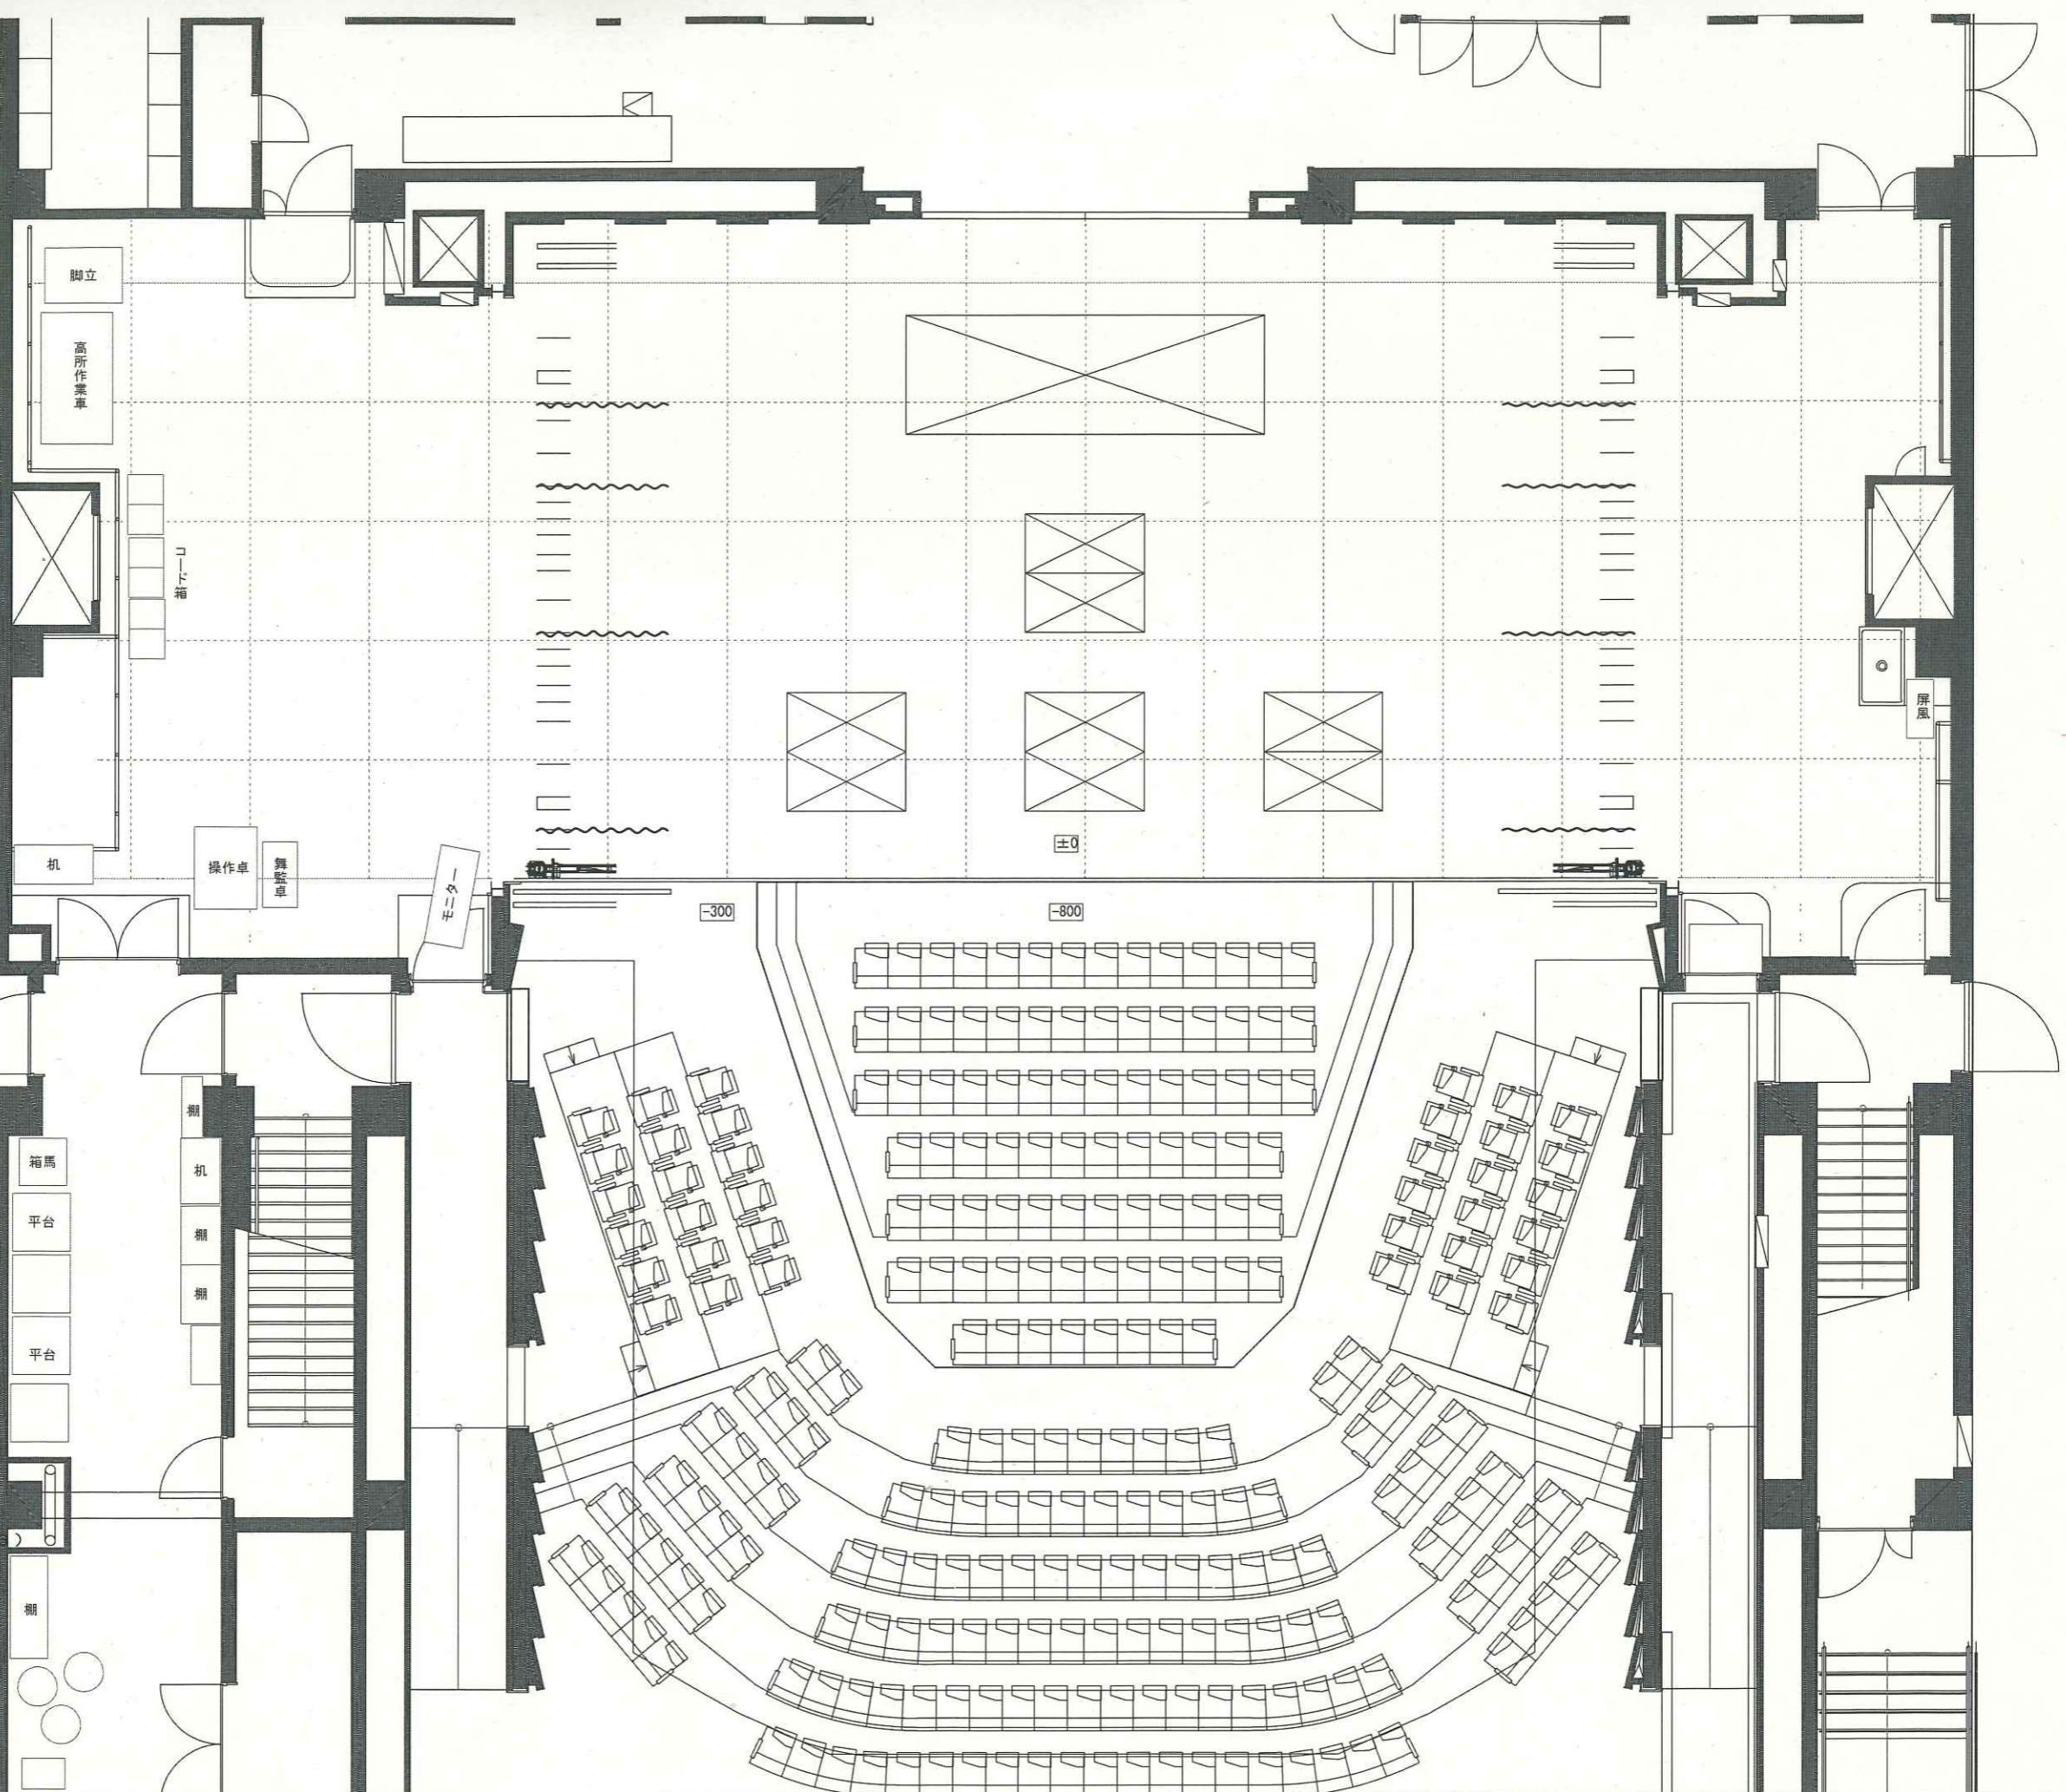 脚立
高所作業車
コード箱
屏風
机
操作卓
舞監卓
モニター
±0
-300
-800
棚
箱馬
机
平台
棚
棚
平台
棚